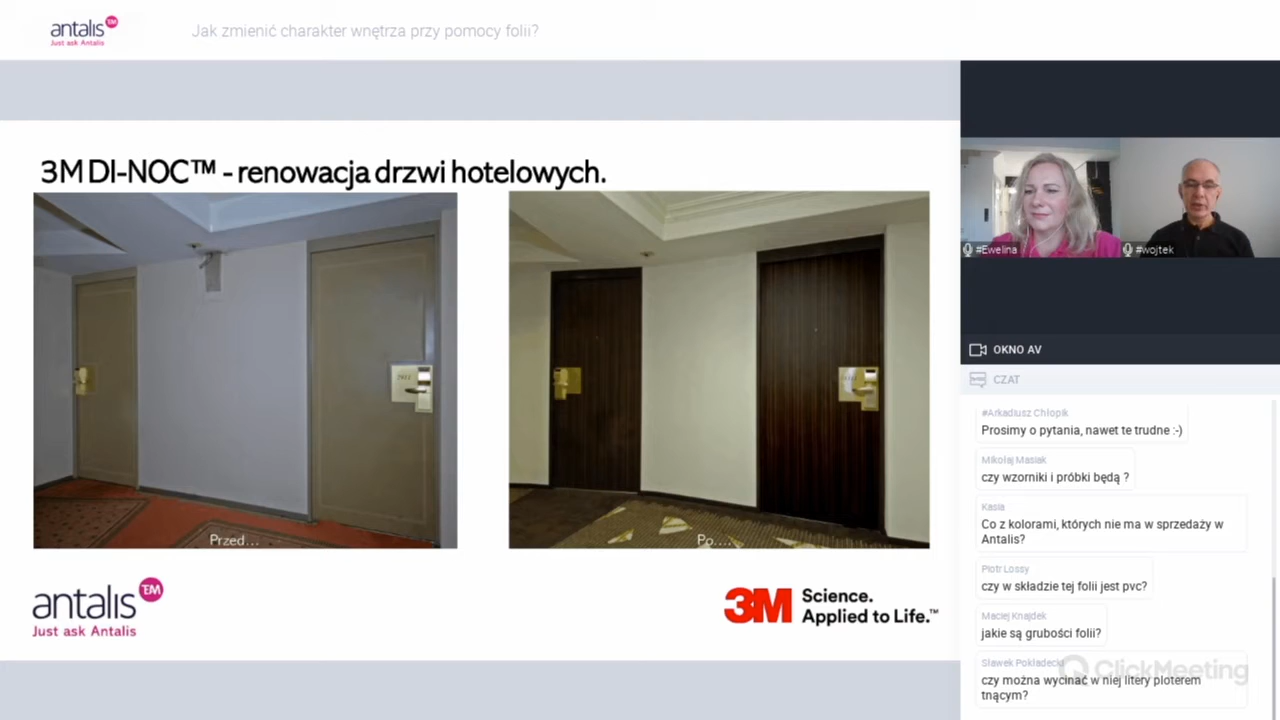 antalis TM
Just ask Antalis
Jak zmienić charakter wnętrza przy pomocy folii?
3M DI-NOC™ - renowacja drzwi hotelowych.
Przed...
Po....
antalis TM
Just ask Antalis
3M Science.
Applied to Life.™
#Ewelina
#wojtek
OKNO AV
CZAT
#Arkadiusz Chłopik
Prosimy o pytania, nawet te trudne :-)
Mikołaj Masiak
czy wzorniki i próbki będą ?
Kasia
Co z kolorami, których nie ma w sprzedaży w
Antalis?
Piotr Lossy
czy w składzie tej folii jest pvc?
Maciej Knajdek
jakie są grubości folii?
Sławek Pokładecki
czy można wycinać w niej litery ploterem
tnącym?
ClickMeeting